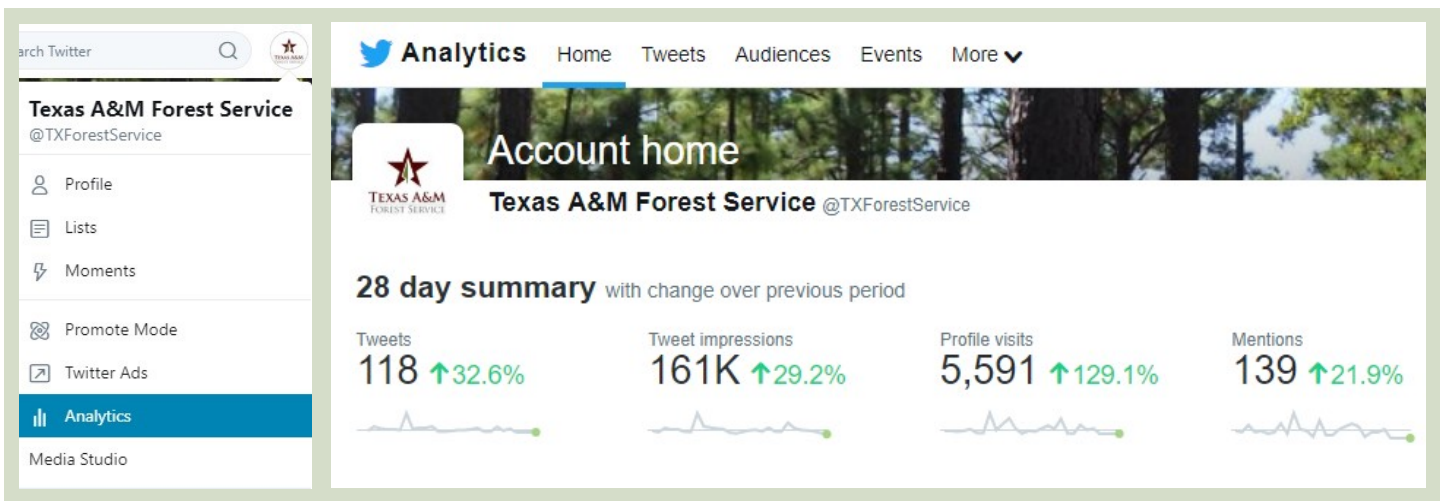 arch Twitter
TEXAS A&M
FOREST SERVICE
Texas A&M Forest Service
@TXForestService
Profile
Lists
Moments
Promote Mode
Twitter Ads
Analytics
Media Studio
Analytics Home Tweets Audiences Events More
Account home
TEXAS A&M
FOREST SERVICE
Texas A&M Forest Service @TXForestService
28 day summary with change over previous period
Tweets Tweet impressions Profile visits Mentions
118 ↑32.6% 161K ↑29.2% 5,591 ↑129.1% 139 ↑21.9%